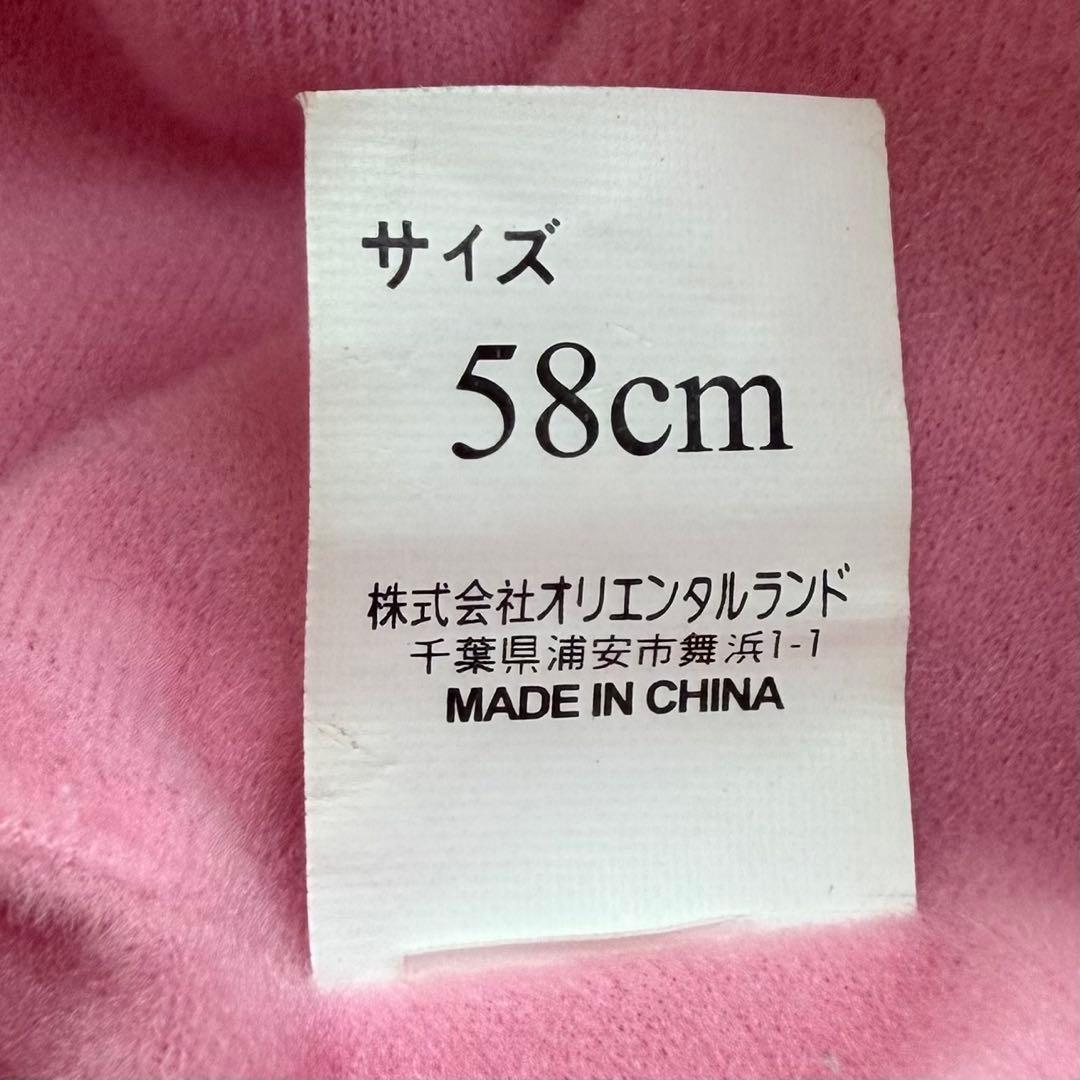 サイズ
58cm
株式会社オリエンタルランド
千葉県浦安市舞浜1-1
MADE IN CHINA